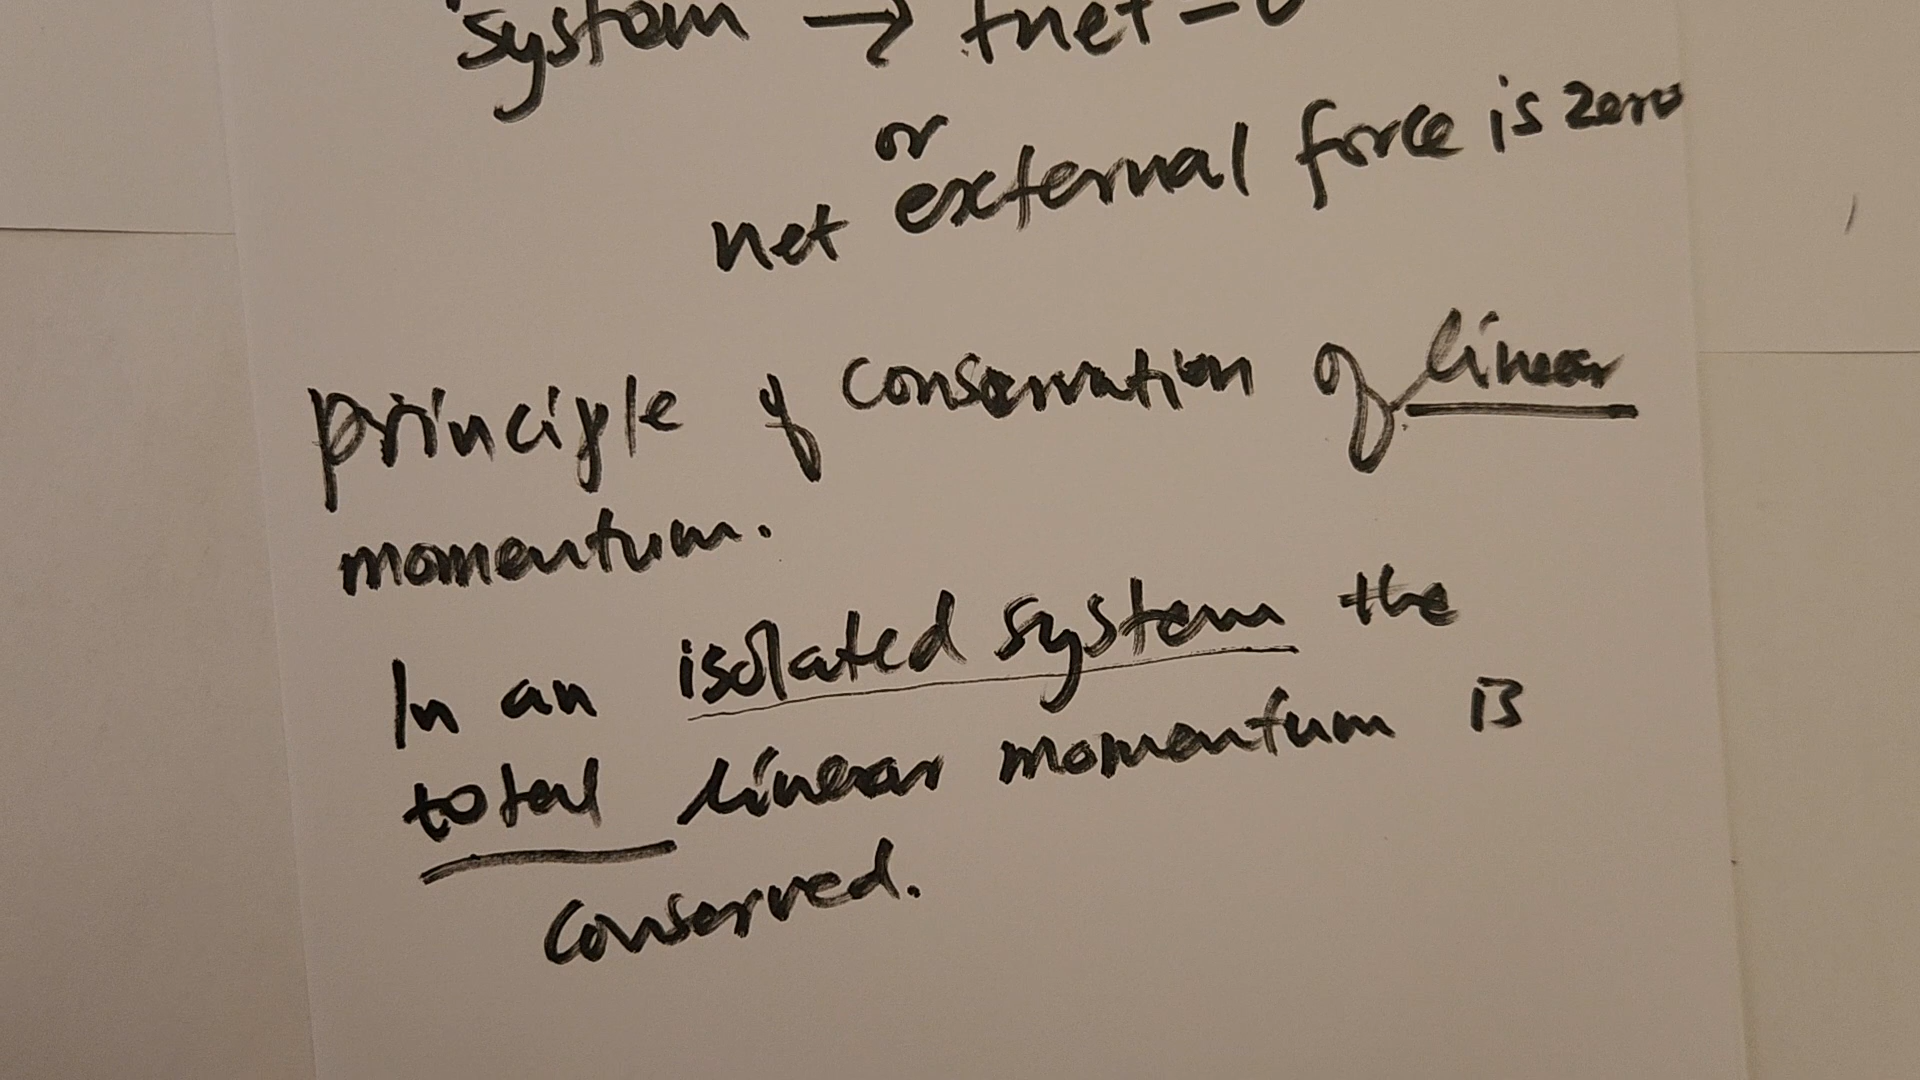 system → Fnet = 0
or
net external force is zero
principle of conservation of linear
momentum.
In an isolated system the
total linear momentum is
conserved.